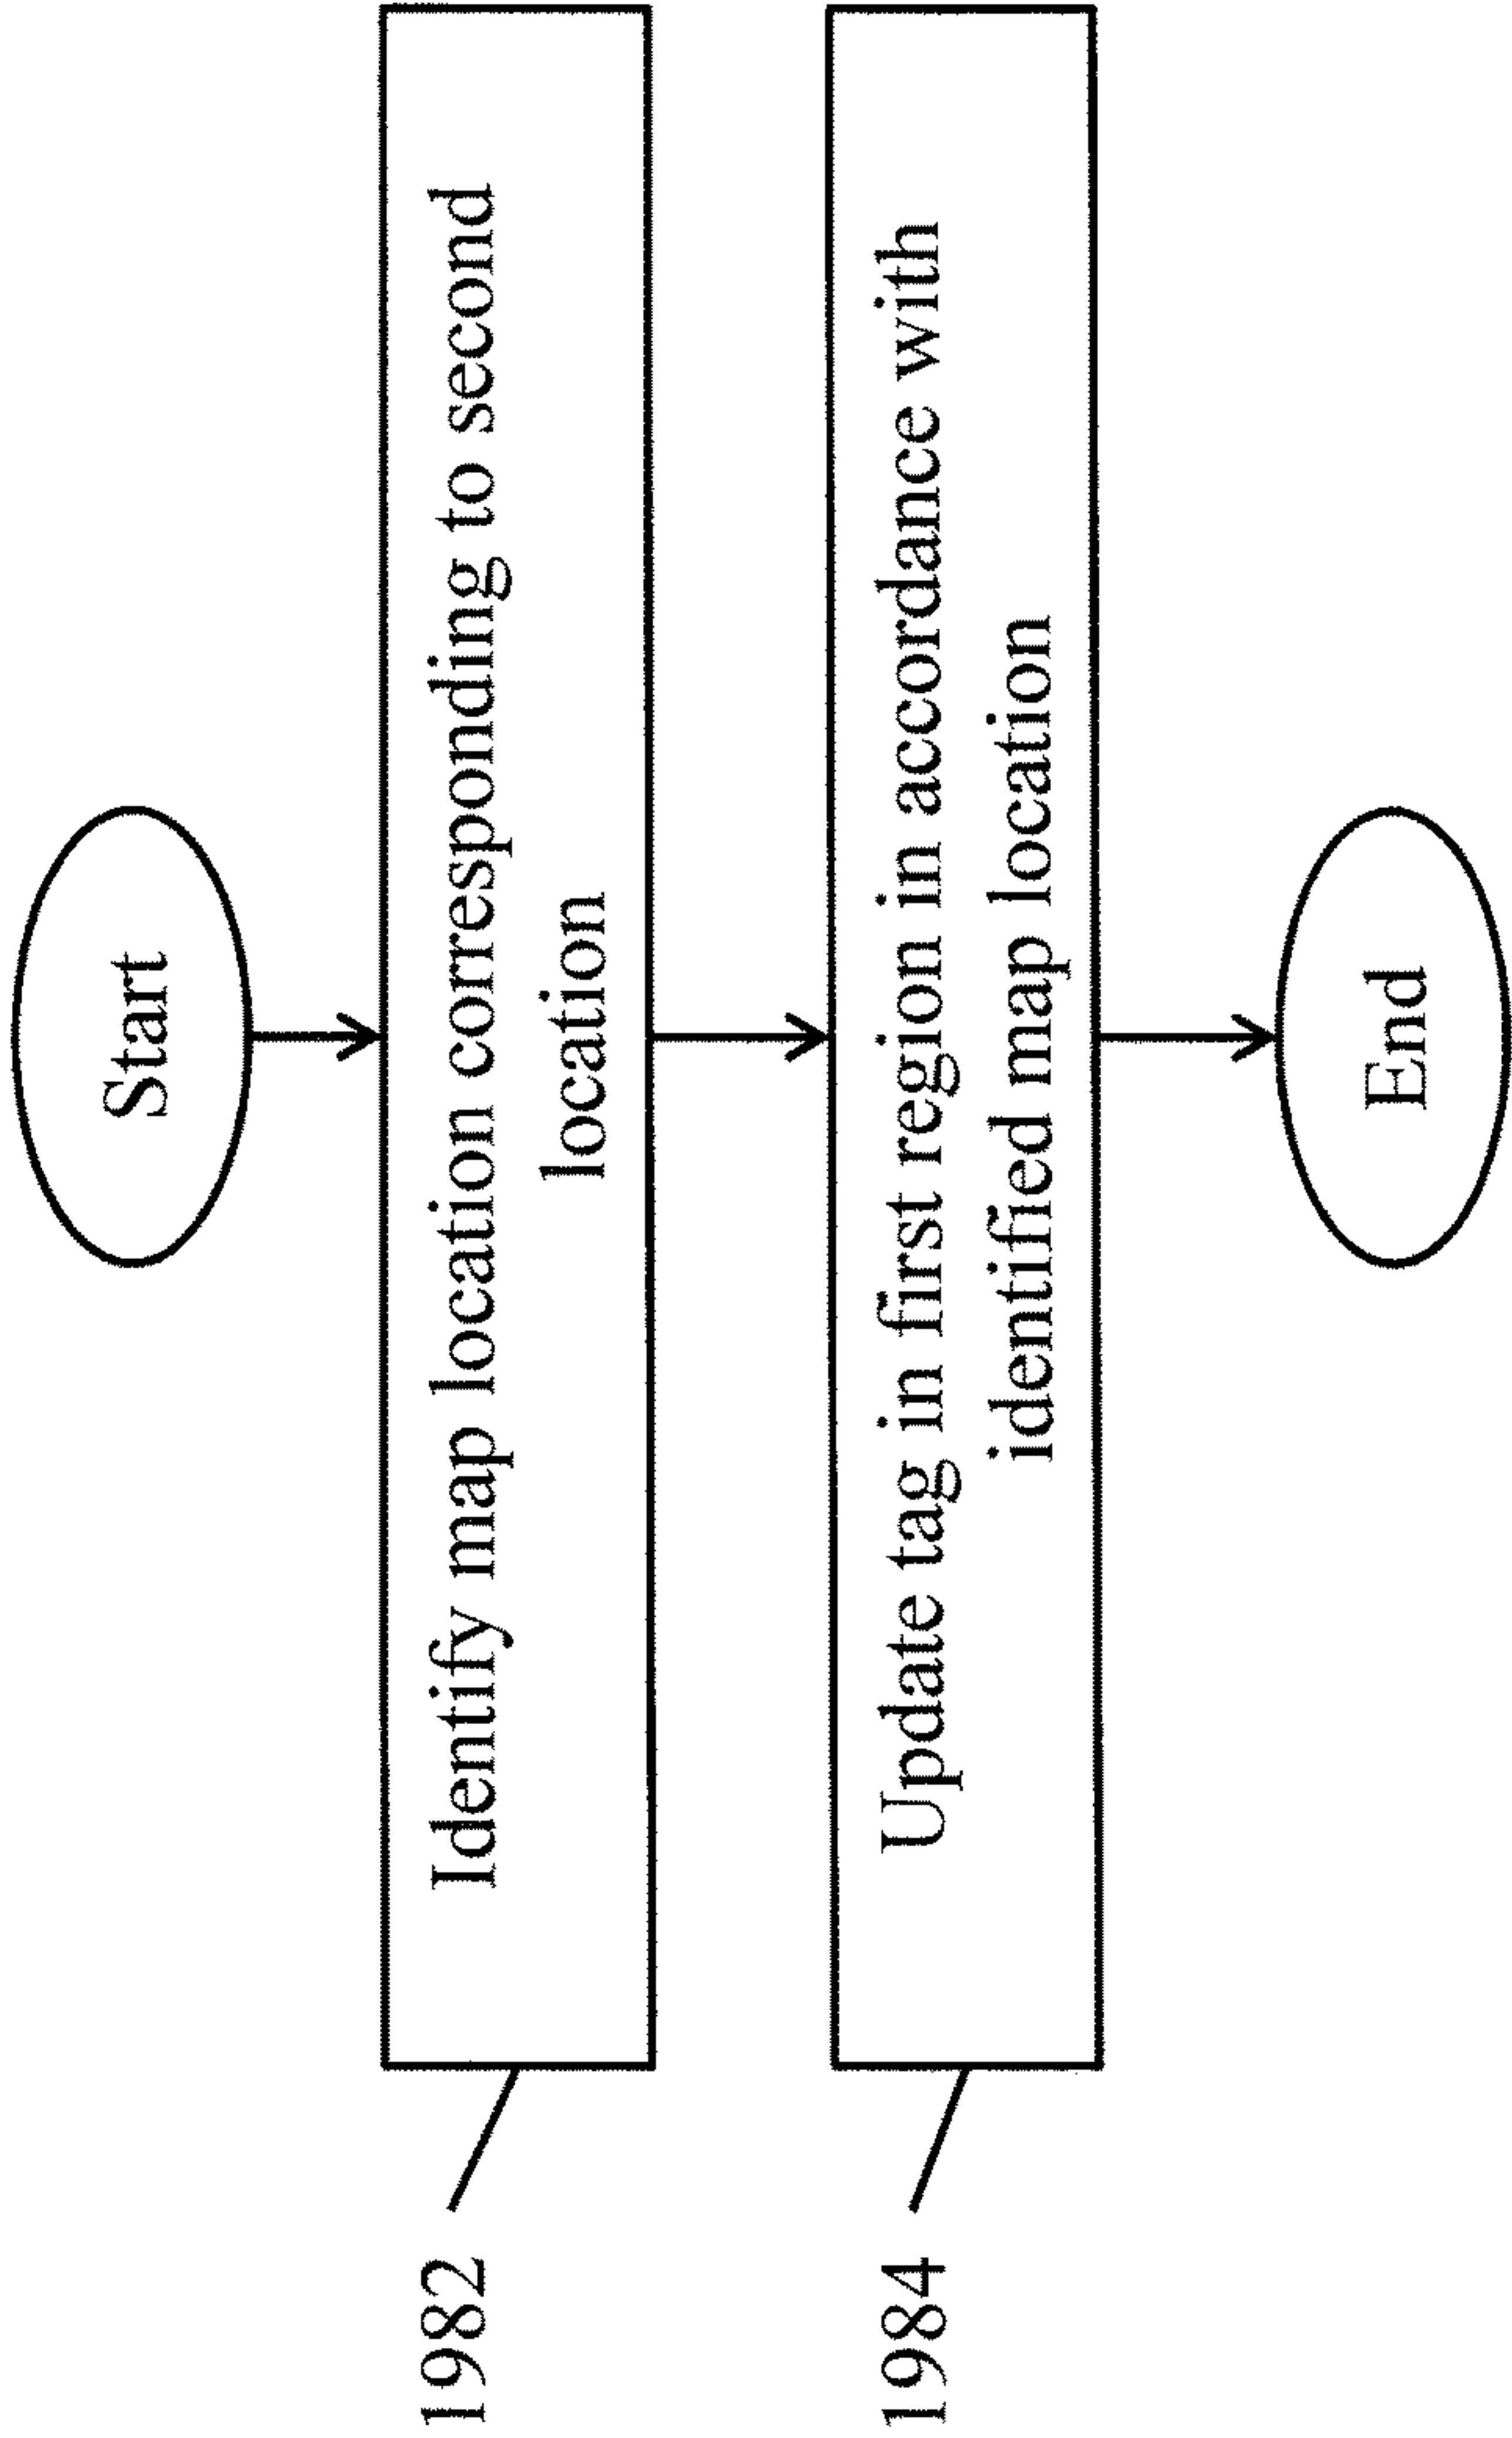 Start
1982
Identify map location corresponding to second
location
1984
Update tag in first region in accordance with
identified map location
End